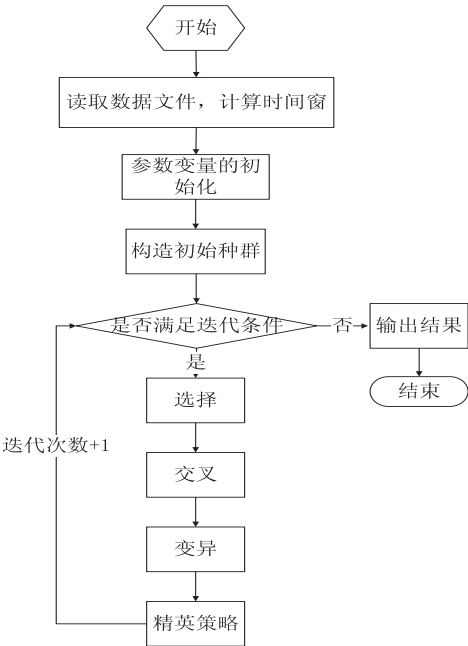 开始
读取数据文件，计算时间窗
参数变量的初
始化
构造初始种群
是否满足迭代条件
否
输出结果
是
结束
选择
迭代次数+1
交叉
变异
精英策略